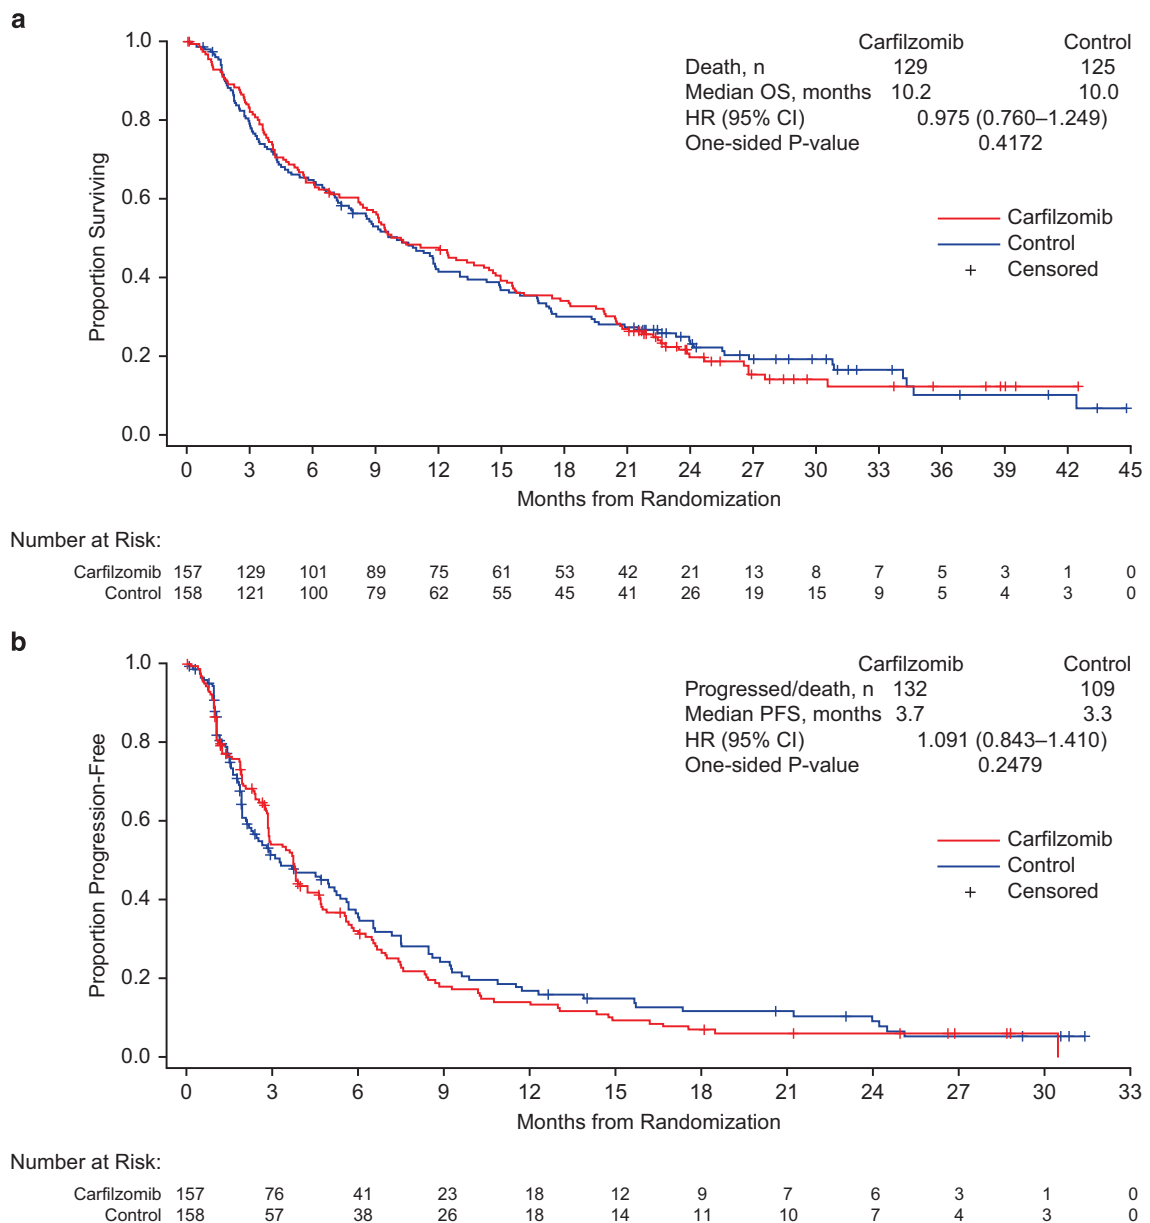 a
Carfilzomib Control
Death, n 129 125
Median OS, months 10.2 10.0
HR (95% CI) 0.975 (0.760–1.249)
One-sided P-value 0.4172
Carfilzomib
Control
+ Censored
Proportion Surviving
1.0
0.8
0.6
0.4
0.2
0.0
0 3 6 9 12 15 18 21 24 27 30 33 36 39 42 45
Months from Randomization
Number at Risk:
Carfilzomib 157 129 101 89 75 61 53 42 21 13 8 7 5 3 1 0
Control 158 121 100 79 62 55 45 41 26 19 15 9 5 4 3 0
b
Carfilzomib Control
Progressed/death, n 132 109
Median PFS, months 3.7 3.3
HR (95% CI) 1.091 (0.843–1.410)
One-sided P-value 0.2479
Carfilzomib
Control
+ Censored
Proportion Progression-Free
1.0
0.8
0.6
0.4
0.2
0.0
0 3 6 9 12 15 18 21 24 27 30 33
Months from Randomization
Number at Risk:
Carfilzomib 157 76 41 23 18 12 9 7 6 3 1 0
Control 158 57 38 26 18 14 11 10 7 4 3 0